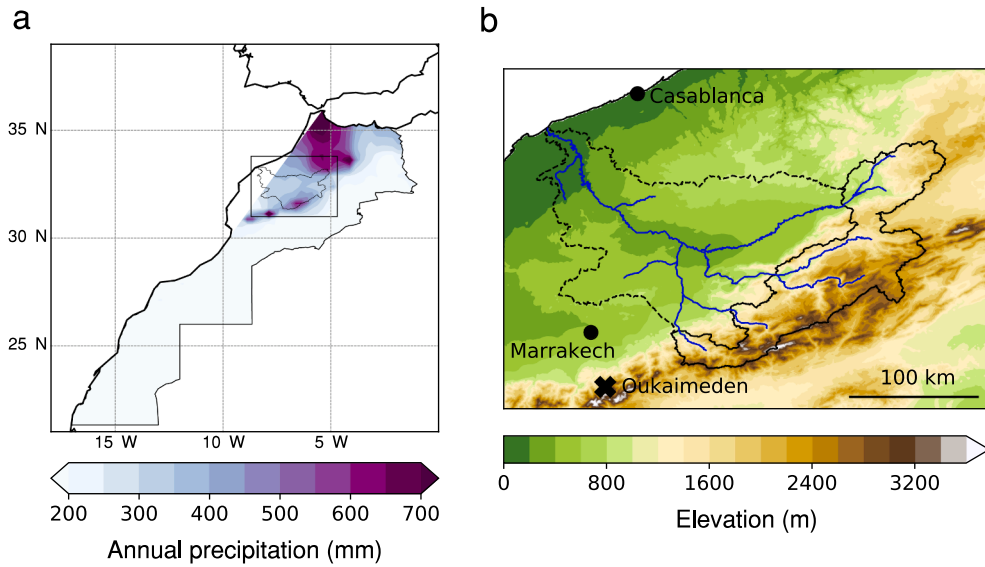 a
35 N
30 N
25 N
15 W 10 W 5 W
200 300 400 500 600 700
Annual precipitation (mm)
b
Casablanca
Marrakech
Oukaimeden
100 km
0 800 1600 2400 3200
Elevation (m)